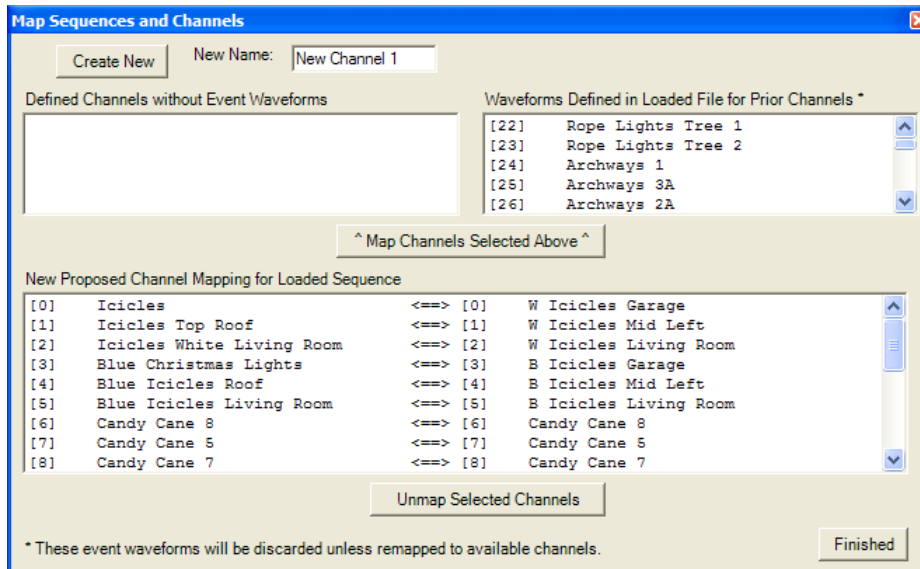 Map Sequences and Channels
Create New New Name: New Channel 1
Defined Channels without Event Waveforms Waveforms Defined in Loaded File for Prior Channels *
[22] Rope Lights Tree 1
[23] Rope Lights Tree 2
[24] Archways 1
[25] Archways 3A
[26] Archways 2A
^ Map Channels Selected Above ^
New Proposed Channel Mapping for Loaded Sequence
[0] Icicles <==> [0] W Icicles Garage
[1] Icicles Top Roof <==> [1] W Icicles Mid Left
[2] Icicles White Living Room <==> [2] W Icicles Living Room
[3] Blue Christmas Lights <==> [3] B Icicles Garage
[4] Blue Icicles Roof <==> [4] B Icicles Mid Left
[5] Blue Icicles Living Room <==> [5] B Icicles Living Room
[6] Candy Cane 8 <==> [6] Candy Cane 8
[7] Candy Cane 5 <==> [7] Candy Cane 5
[8] Candy Cane 7 <==> [8] Candy Cane 7
Unmap Selected Channels
* These event waveforms will be discarded unless remapped to available channels. Finished